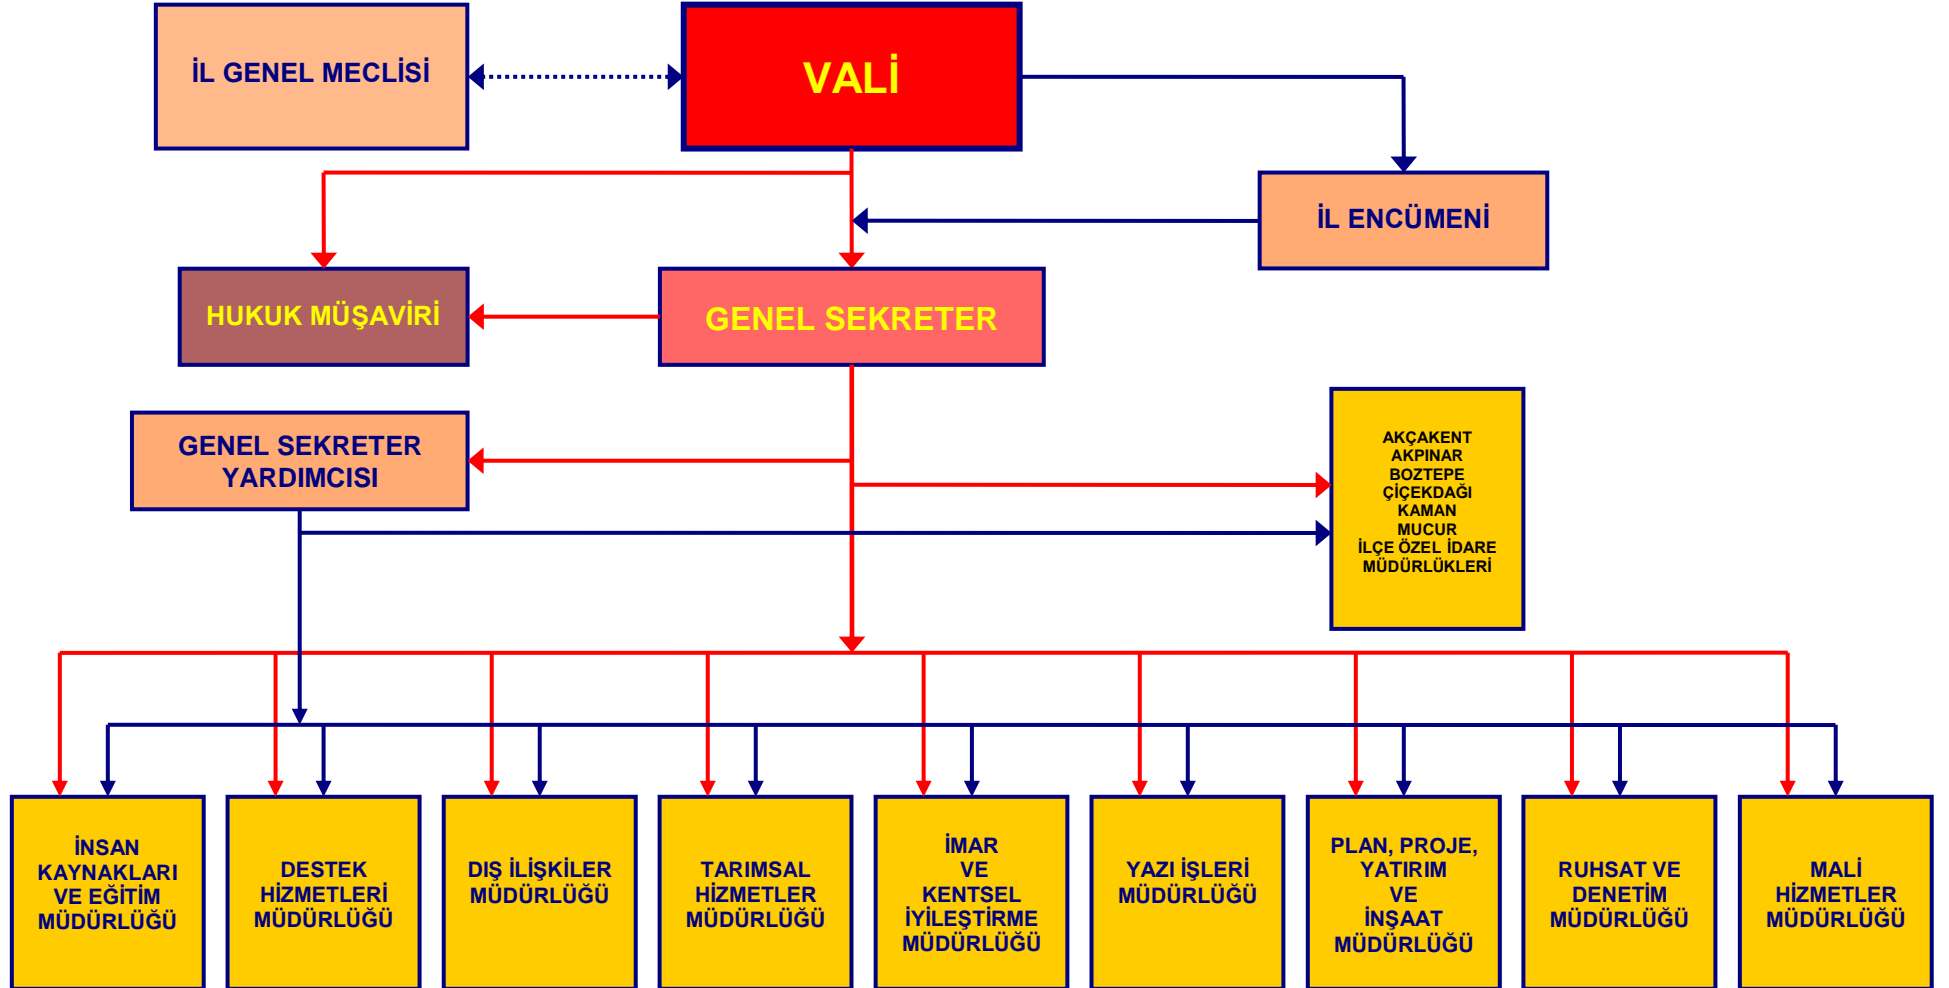 İL GENEL MECLİSİ
VALİ
İL ENCÜMENİ
HUKUK MÜŞAVİRİ
GENEL SEKRETER
GENEL SEKRETER
YARDIMCISI
AKÇAKENT
AKPINAR
BOZTEPE
ÇİÇEKDAĞI
KAMAN
MUCUR
İLÇE ÖZEL İDARE
MÜDÜRLÜKLERİ
İNSAN
KAYNAKLARI
VE EĞİTİM
MÜDÜRLÜĞÜ
DESTEK
HİZMETLERİ
MÜDÜRLÜĞÜ
DIŞ İLİŞKİLER
MÜDÜRLÜĞÜ
TARIMSAL
HİZMETLER
MÜDÜRLÜĞÜ
İMAR
VE
KENTSEL
İYİLEŞTİRME
MÜDÜRLÜĞÜ
YAZI İŞLERİ
MÜDÜRLÜĞÜ
PLAN, PROJE,
YATIRIM
VE
İNŞAAT
MÜDÜRLÜĞÜ
RUHSAT VE
DENETİM
MÜDÜRLÜĞÜ
MALİ
HİZMETLER
MÜDÜRLÜĞÜ